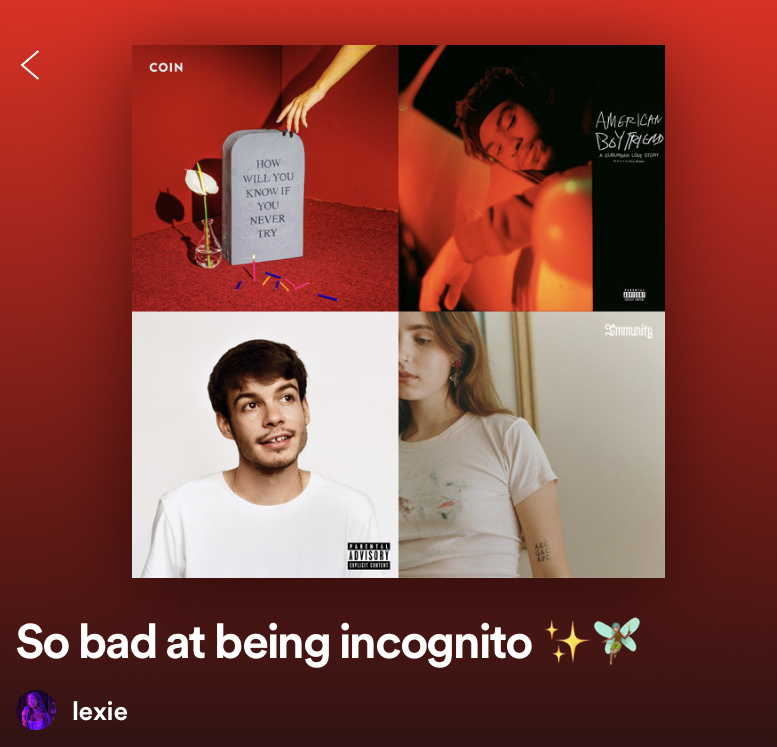 COIN
HOW
WILL YOU
KNOW IF
YOU
NEVER
TRY
AMERICAN
BOYFRIEND
A SUBURBAN LOVE STORY
PARENTAL
ADVISORY
EXPLICIT CONTENT
Immunity
PARENTAL
ADVISORY
EXPLICIT CONTENT
So bad at being incognito ✨🧚
lexie